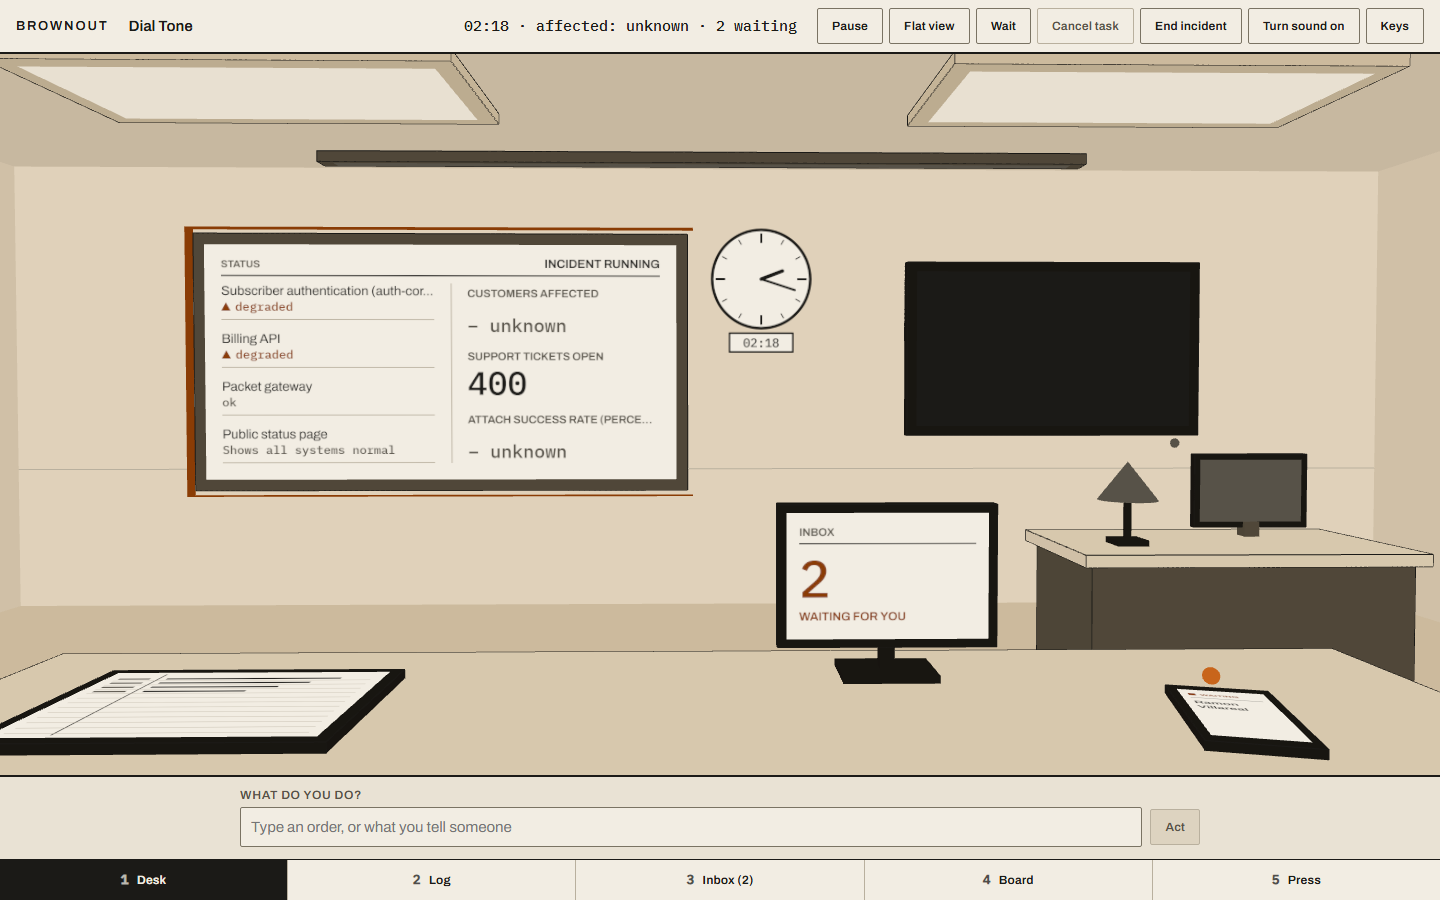 BROWNOUT Dial Tone 02:18 · affected: unknown · 2 waiting Pause Flat view Wait Cancel task End incident Turn sound on Keys
STATUS INCIDENT RUNNING
Subscriber authentication (auth-cor...
▲ degraded
Billing API
▲ degraded
Packet gateway
ok
Public status page
Shows all systems normal
CUSTOMERS AFFECTED
– unknown
SUPPORT TICKETS OPEN
400
ATTACH SUCCESS RATE (PERCE...
– unknown
02:18
INBOX
2
WAITING FOR YOU
WAITING
Ramon
Villareal
WHAT DO YOU DO?
Type an order, or what you tell someone Act
1 Desk 2 Log 3 Inbox (2) 4 Board 5 Press